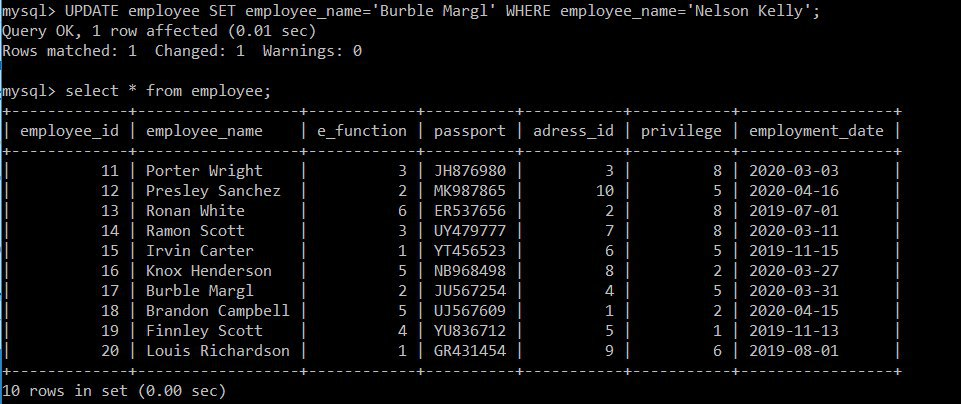 mysql> UPDATE employee SET employee_name='Burble Margl' WHERE employee_name='Nelson Kelly';
Query OK, 1 row affected (0.01 sec)
Rows matched: 1  Changed: 1  Warnings: 0
mysql> select * from employee;
+-------------+------------------+------------+----------+-----------+-----------+-----------------+
| employee_id | employee_name    | e_function | passport | adress_id | privilege | employment_date |
+-------------+------------------+------------+----------+-----------+-----------+-----------------+
|          11 | Porter Wright    |          3 | JH876980 |         3 |         8 | 2020-03-03      |
|          12 | Presley Sanchez  |          2 | MK987865 |        10 |         5 | 2020-04-16      |
|          13 | Ronan White      |          6 | ER537656 |         2 |         8 | 2019-07-01      |
|          14 | Ramon Scott      |          3 | UY479777 |         7 |         8 | 2020-03-11      |
|          15 | Irvin Carter     |          1 | YT456523 |         6 |         5 | 2019-11-15      |
|          16 | Knox Henderson   |          5 | NB968498 |         8 |         2 | 2020-03-27      |
|          17 | Burble Margl     |          2 | JU567254 |         4 |         5 | 2020-03-31      |
|          18 | Brandon Campbell |          5 | UJ567609 |         1 |         2 | 2020-04-15      |
|          19 | Finnley Scott    |          4 | YU836712 |         5 |         1 | 2019-11-13      |
|          20 | Louis Richardson |          1 | GR431454 |         9 |         6 | 2019-08-01      |
+-------------+------------------+------------+----------+-----------+-----------+-----------------+
10 rows in set (0.00 sec)